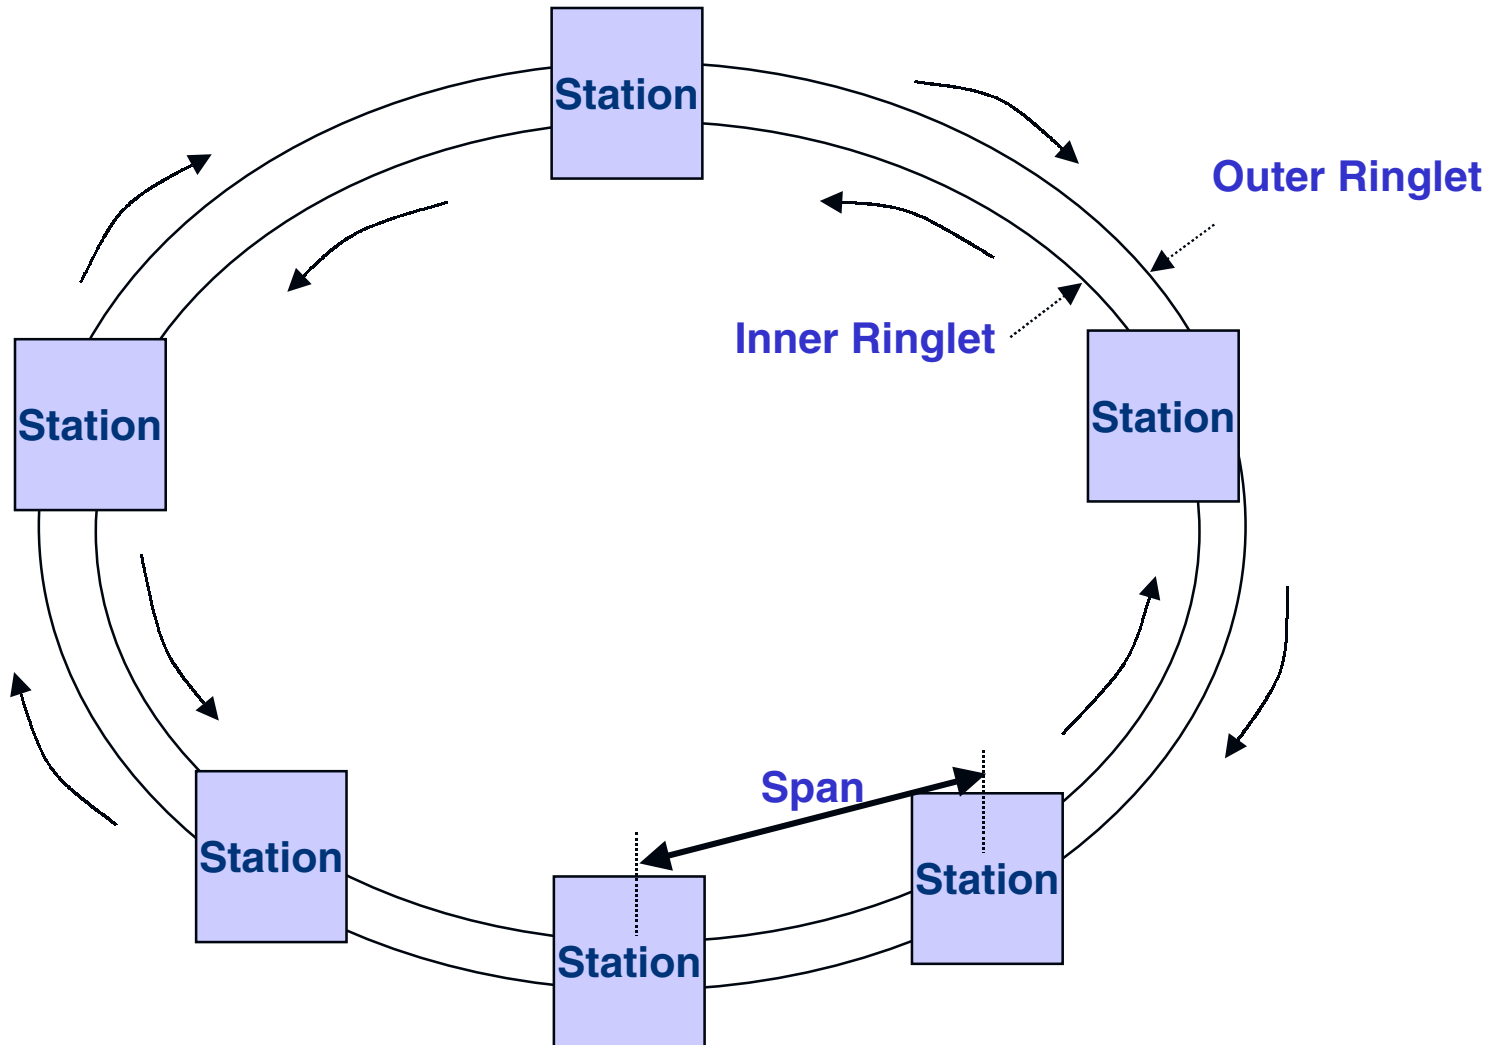 Station
Outer Ringlet
Inner Ringlet
Station
Station
Span
Station
Station
Station